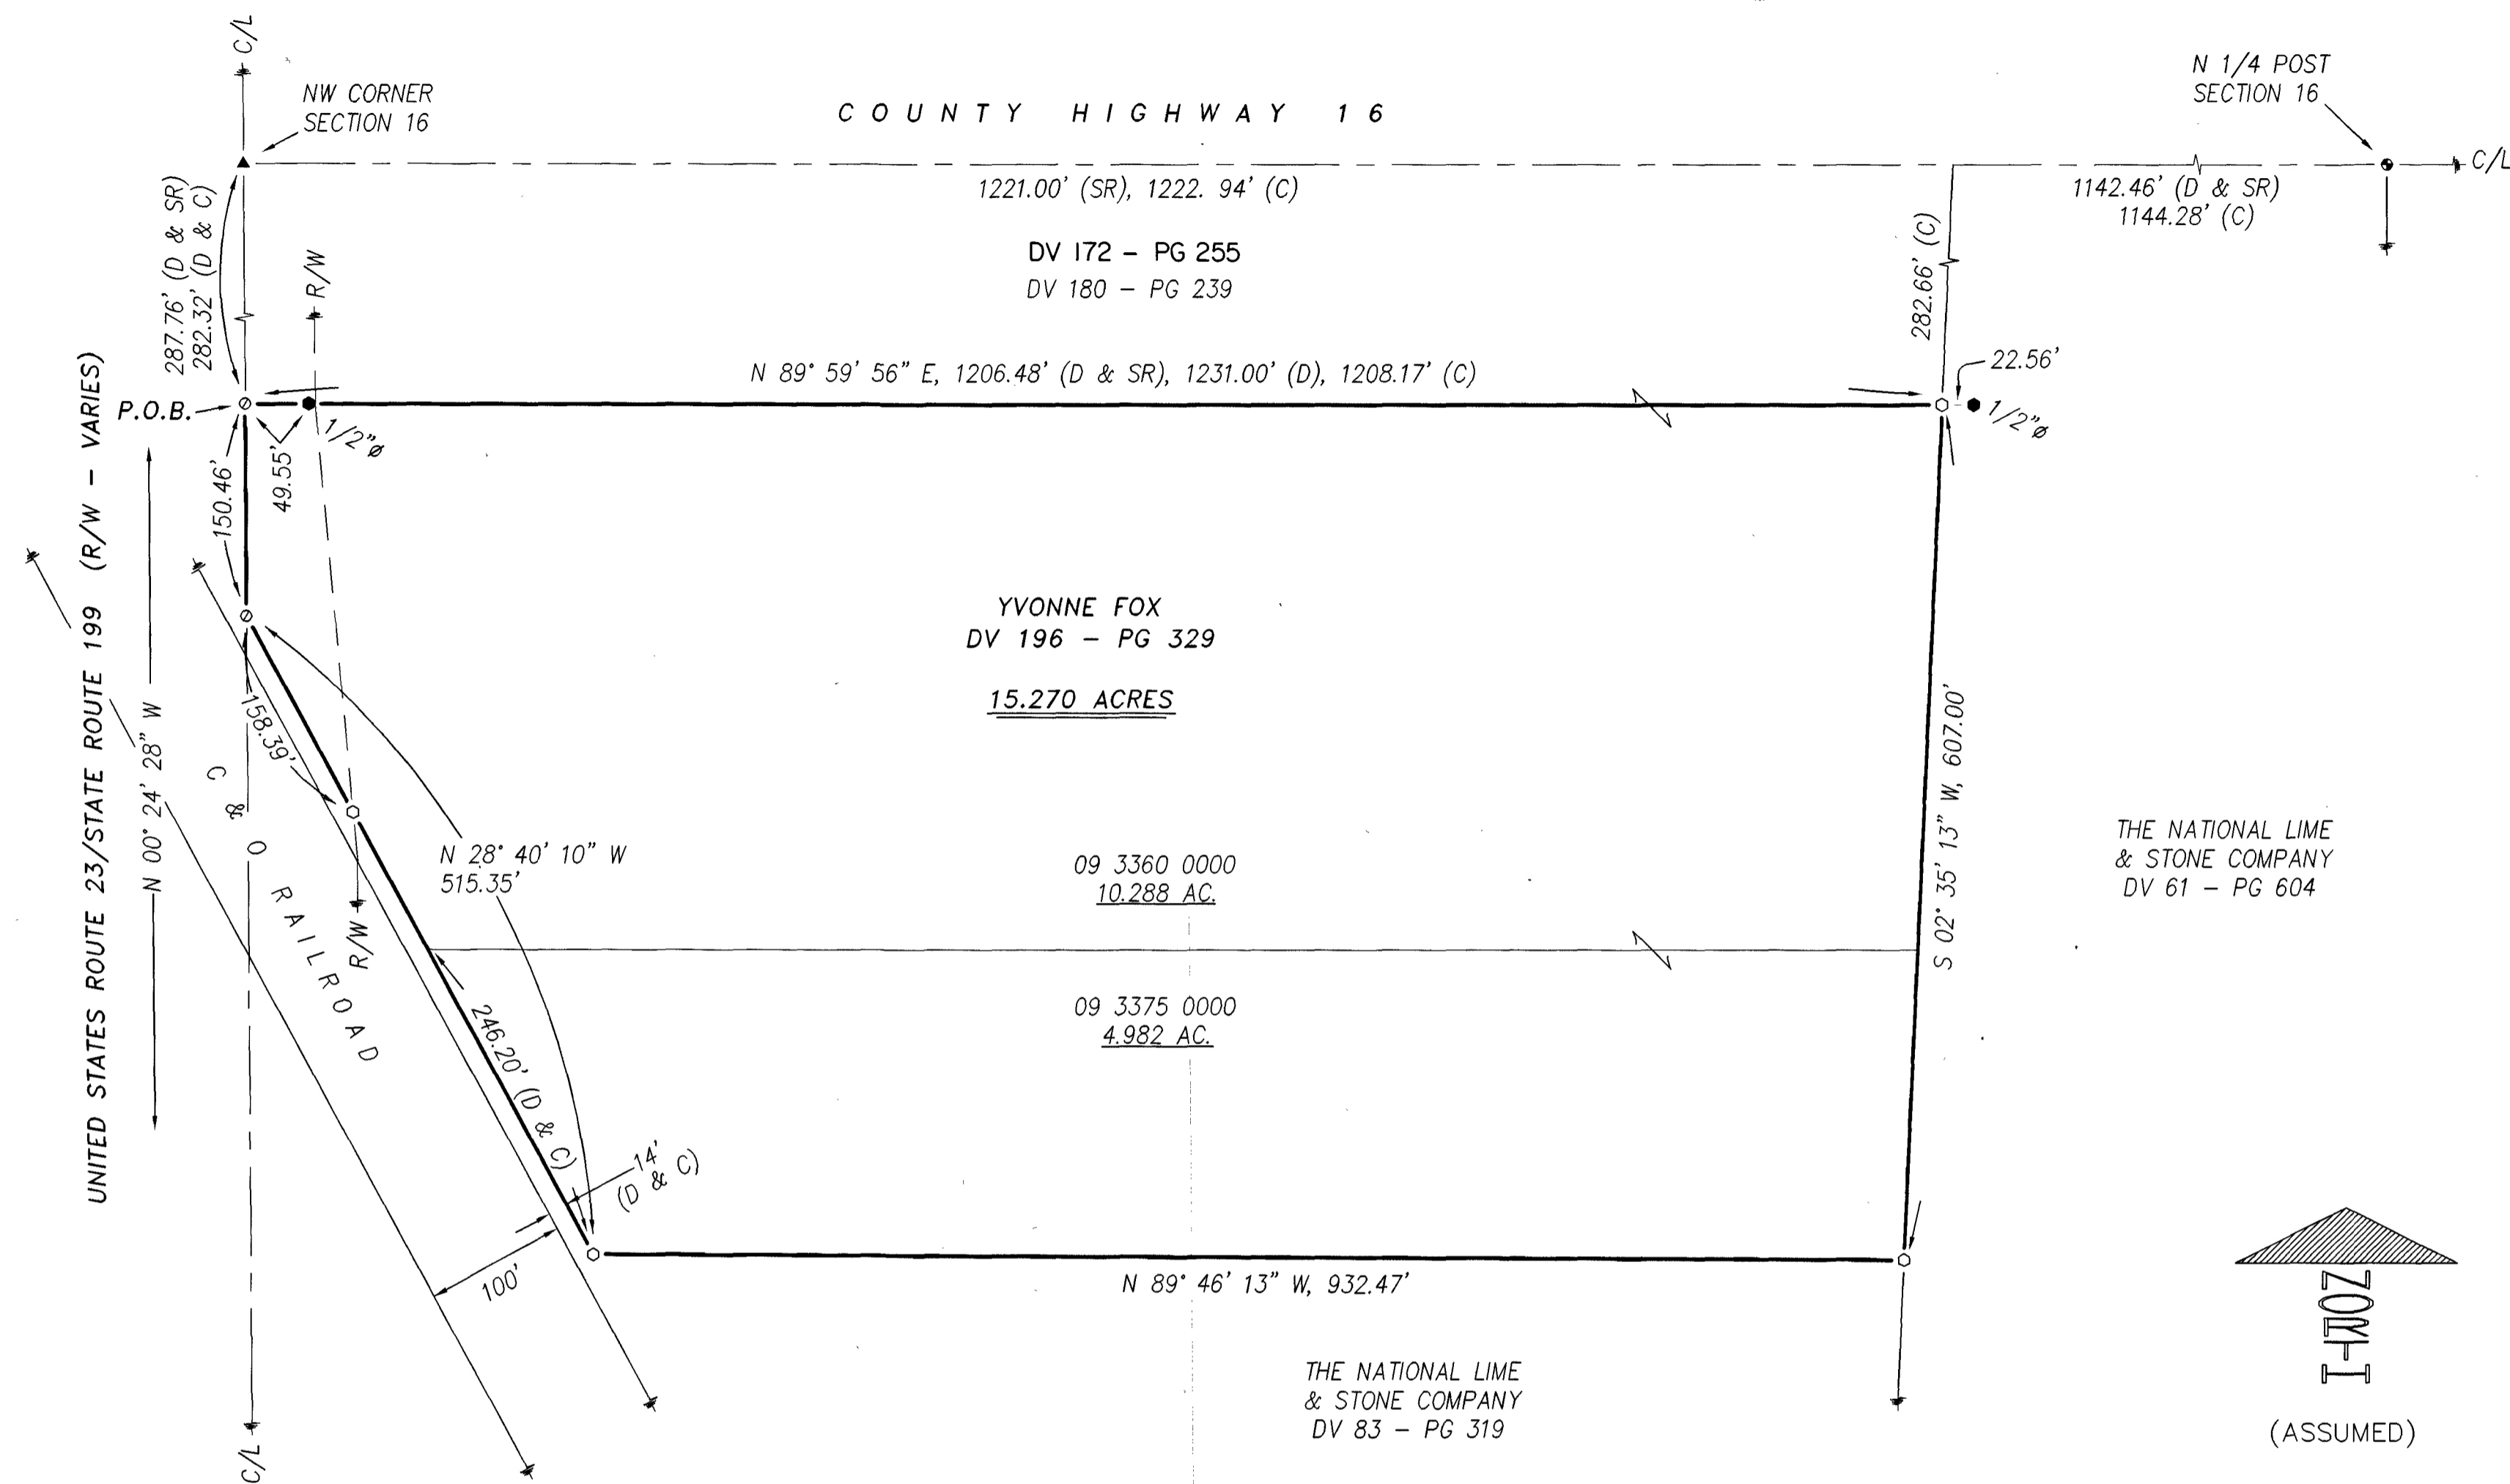 C/L
NW CORNER
SECTION 16
COUNTY HIGHWAY 16
N 1/4 POST
SECTION 16
C/L
1221.00' (SR), 1222. 94' (C)
1142.46' (D & SR)
1144.28' (C)
287.76' (D & SR)
282.32' (D & C)
R/W
DV 172 - PG 255
DV 180 - PG 239
282.66' (C)
N 89° 59' 56" E, 1206.48' (D & SR), 1231.00' (D), 1208.17' (C)
22.56'
P.O.B.
1/2"ø
1/2"ø
49.55'
150.46'
UNITED STATES ROUTE 23/STATE ROUTE 199 (R/W - VARIES)
N 00° 24' 28" W
YVONNE FOX
DV 196 - PG 329
15.270 ACRES
158.39'
C & O RAILROAD
N 28° 40' 10" W
515.35'
R/W
09 3360 0000
10.288 AC.
S 02° 35' 13" W, 607.00'
THE NATIONAL LIME
& STONE COMPANY
DV 61 - PG 604
09 3375 0000
4.982 AC.
246.20' (D & C)
14'
(D & C)
100'
N 89° 46' 13" W, 932.47'
THE NATIONAL LIME
& STONE COMPANY
DV 83 - PG 319
C/L
NORTH
(ASSUMED)